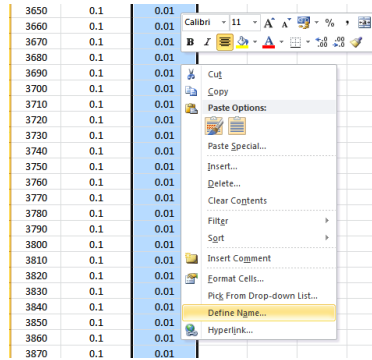 3650 0.1 0.01
3660 0.1 0.01 Calibri 11 A A % ,
3670 0.1 0.01 B I A .00 .0
3680 0.1 0.01
3690 0.1 0.01 Cut
3700 0.1 0.01 Copy
3710 0.1 0.01 Paste Options:
3720 0.1 0.01
3730 0.1 0.01
3740 0.1 0.01 Paste Special...
3750 0.1 0.01 Insert...
3760 0.1 0.01 Delete...
3770 0.1 0.01 Clear Contents
3780 0.1 0.01 Filter
3790 0.1 0.01
3800 0.1 0.01 Sort
3810 0.1 0.01 Insert Comment
3820 0.1 0.01 Format Cells...
3830 0.1 0.01 Pick From Drop-down List...
3840 0.1 0.01 Define Name...
3850 0.1 0.01
3860 0.1 0.01 Hyperlink...
3870 0.1 0.01